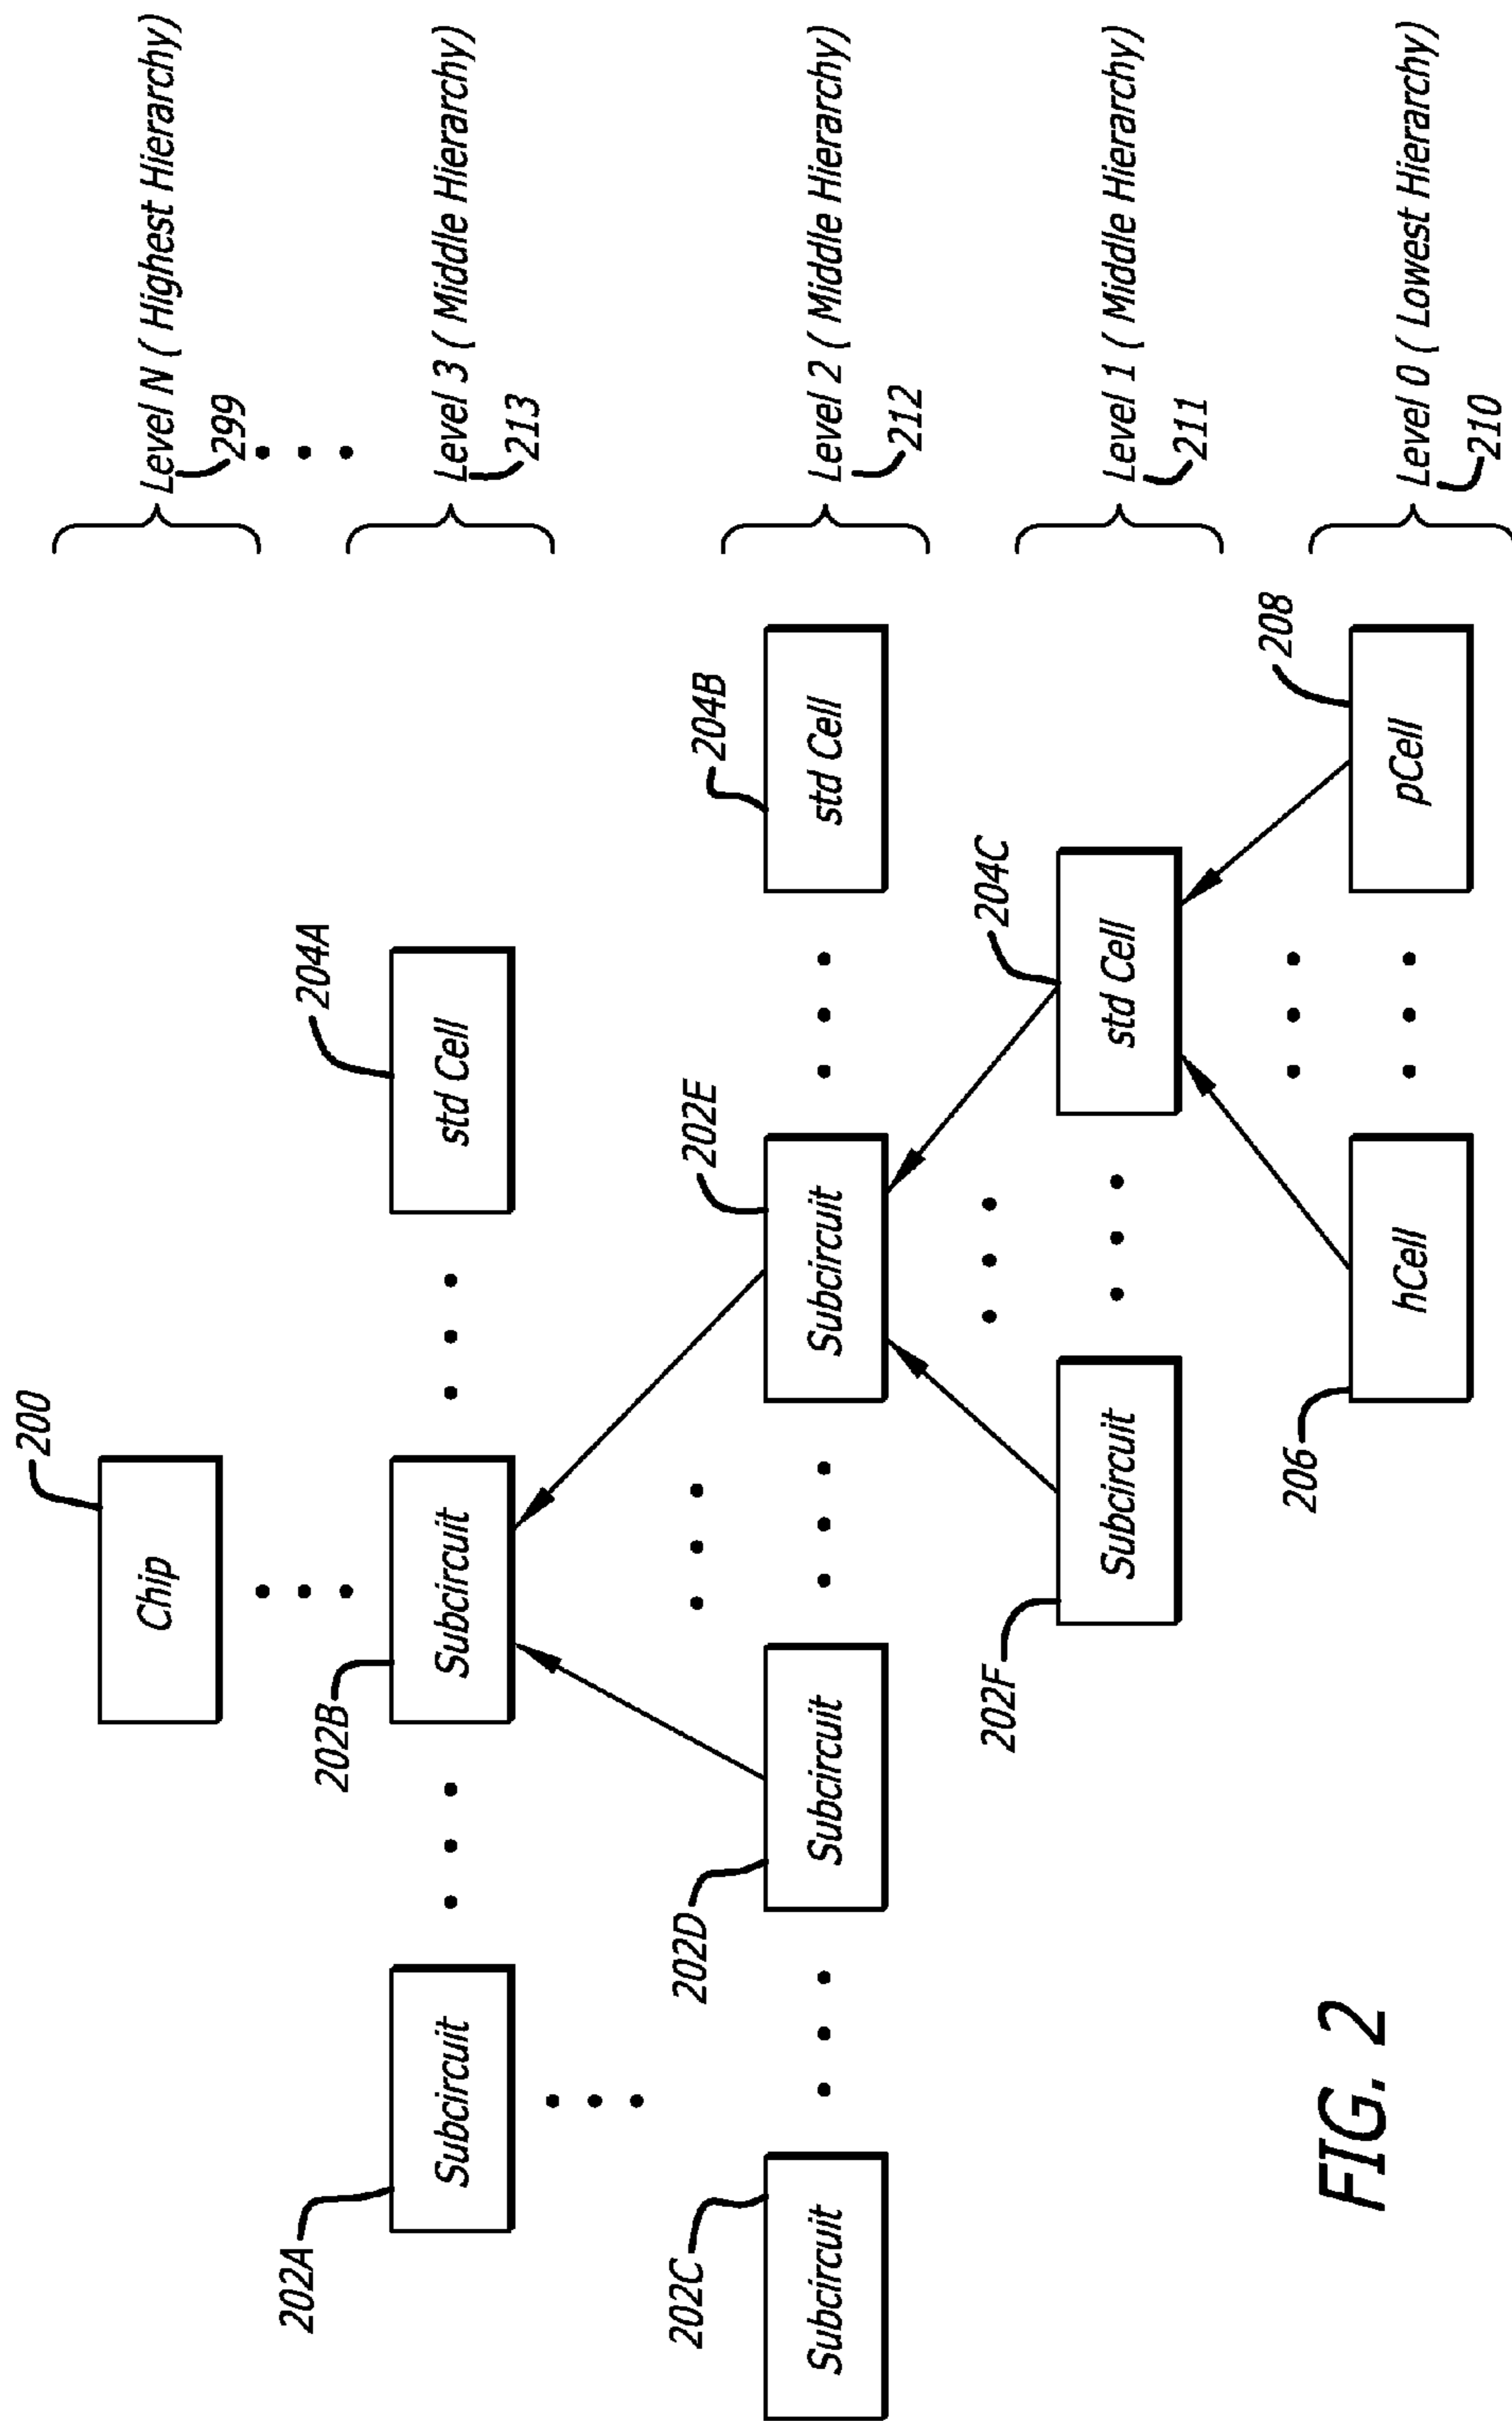 200
Chip
Level N ( Highest Hierarchy)
299
202A
202B
204A
Subcircuit
Subcircuit
std Cell
Level 3 ( Middle Hierarchy)
213
202C
202D
202E
204B
Subcircuit
Subcircuit
Subcircuit
std Cell
Level 2 ( Middle Hierarchy)
212
202F
204C
Subcircuit
std Cell
Level 1 ( Middle Hierarchy)
211
206
208
hCell
pCell
Level 0 ( Lowest Hierarchy)
210
FIG. 2